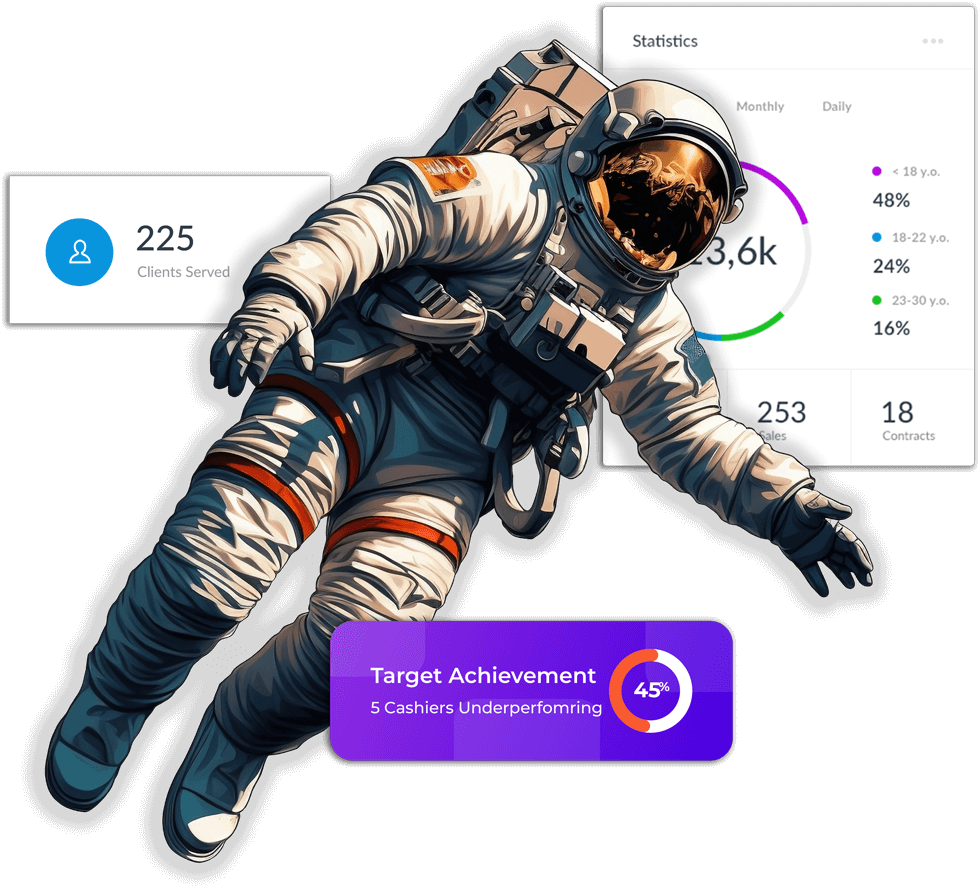 Statistics
Monthly Daily
< 18 y.o.
48%
18-22 y.o.
24%
23-30 y.o.
16%
3,6k
253
Sales
18
Contracts
225
Clients Served
Target Achievement
5 Cashiers Underperfomring
45%